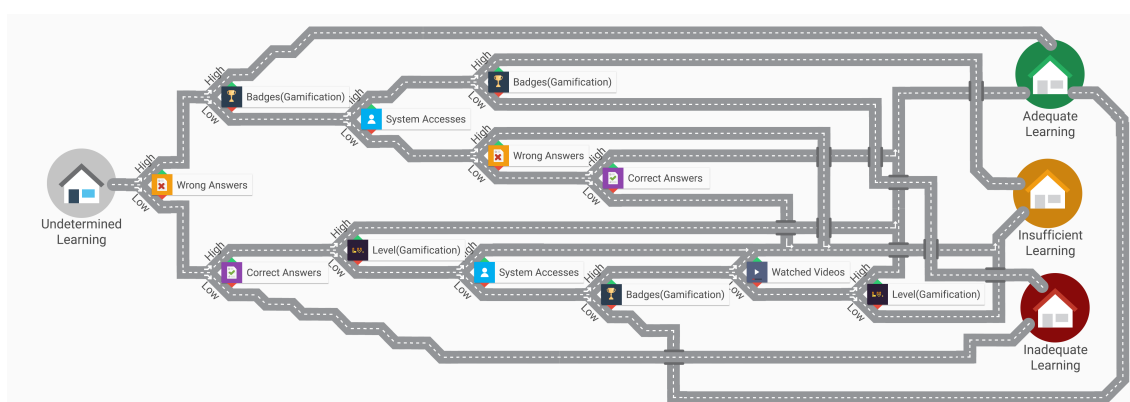 High
Badges(Gamification)
Low
High
System Accesses
Low
High
Badges(Gamification)
Low
High
Wrong Answers
Low
High
Correct Answers
Low
Adequate
Learning
Undetermined
Learning
High
Wrong Answers
Low
High
Correct Answers
Low
High
Level(Gamification)
Low
High
System Accesses
Low
High
Badges(Gamification)
Low
High
Watched Videos
Low
High
Level(Gamification)
Low
Insufficient
Learning
Inadequate
Learning